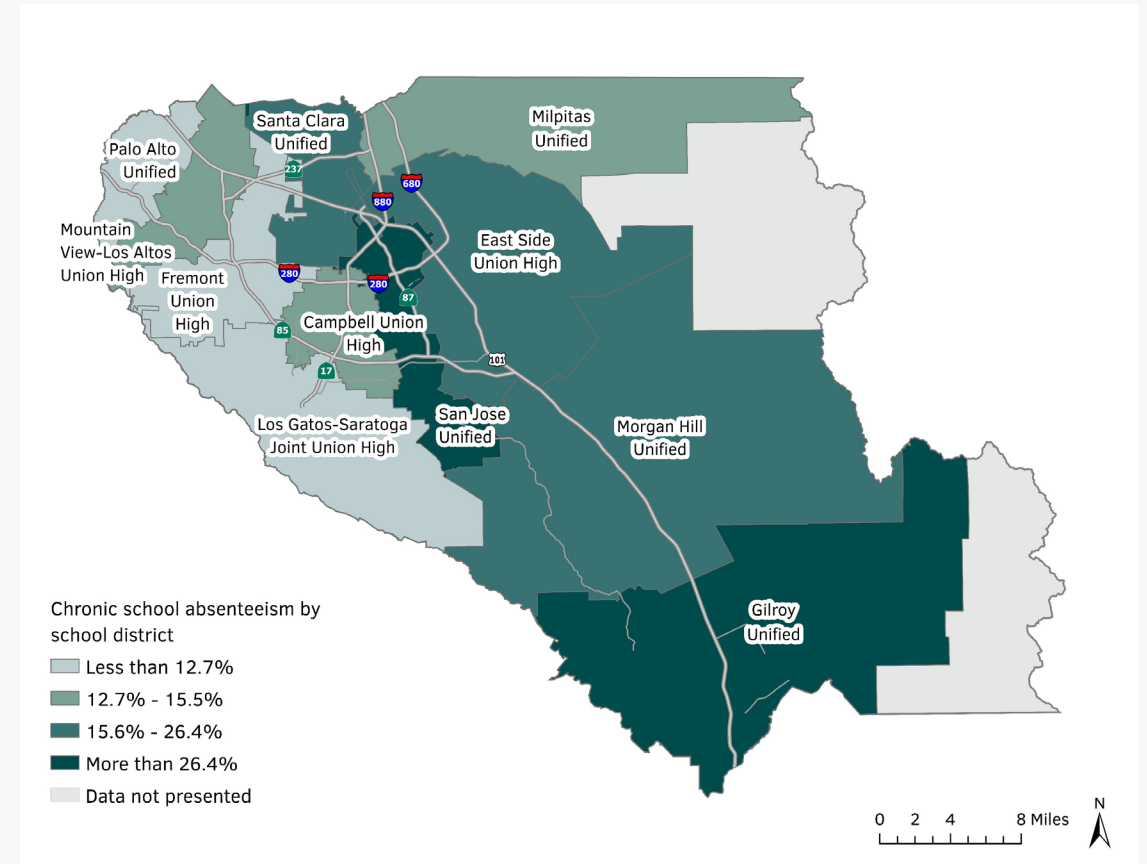 Milpitas
Unified
Santa Clara
Unified
Palo Alto
Unified
237
680
880
Mountain
View-Los Altos
Union High
East Side
Union High
Fremont
Union
High
280
280
87
Campbell Union
High
85
101
17
San Jose
Unified
Los Gatos-Saratoga
Joint Union High
Morgan Hill
Unified
Gilroy
Unified
Chronic school absenteeism by
school district
Less than 12.7%
12.7% - 15.5%
15.6% - 26.4%
More than 26.4%
Data not presented
0 2 4 8 Miles
N